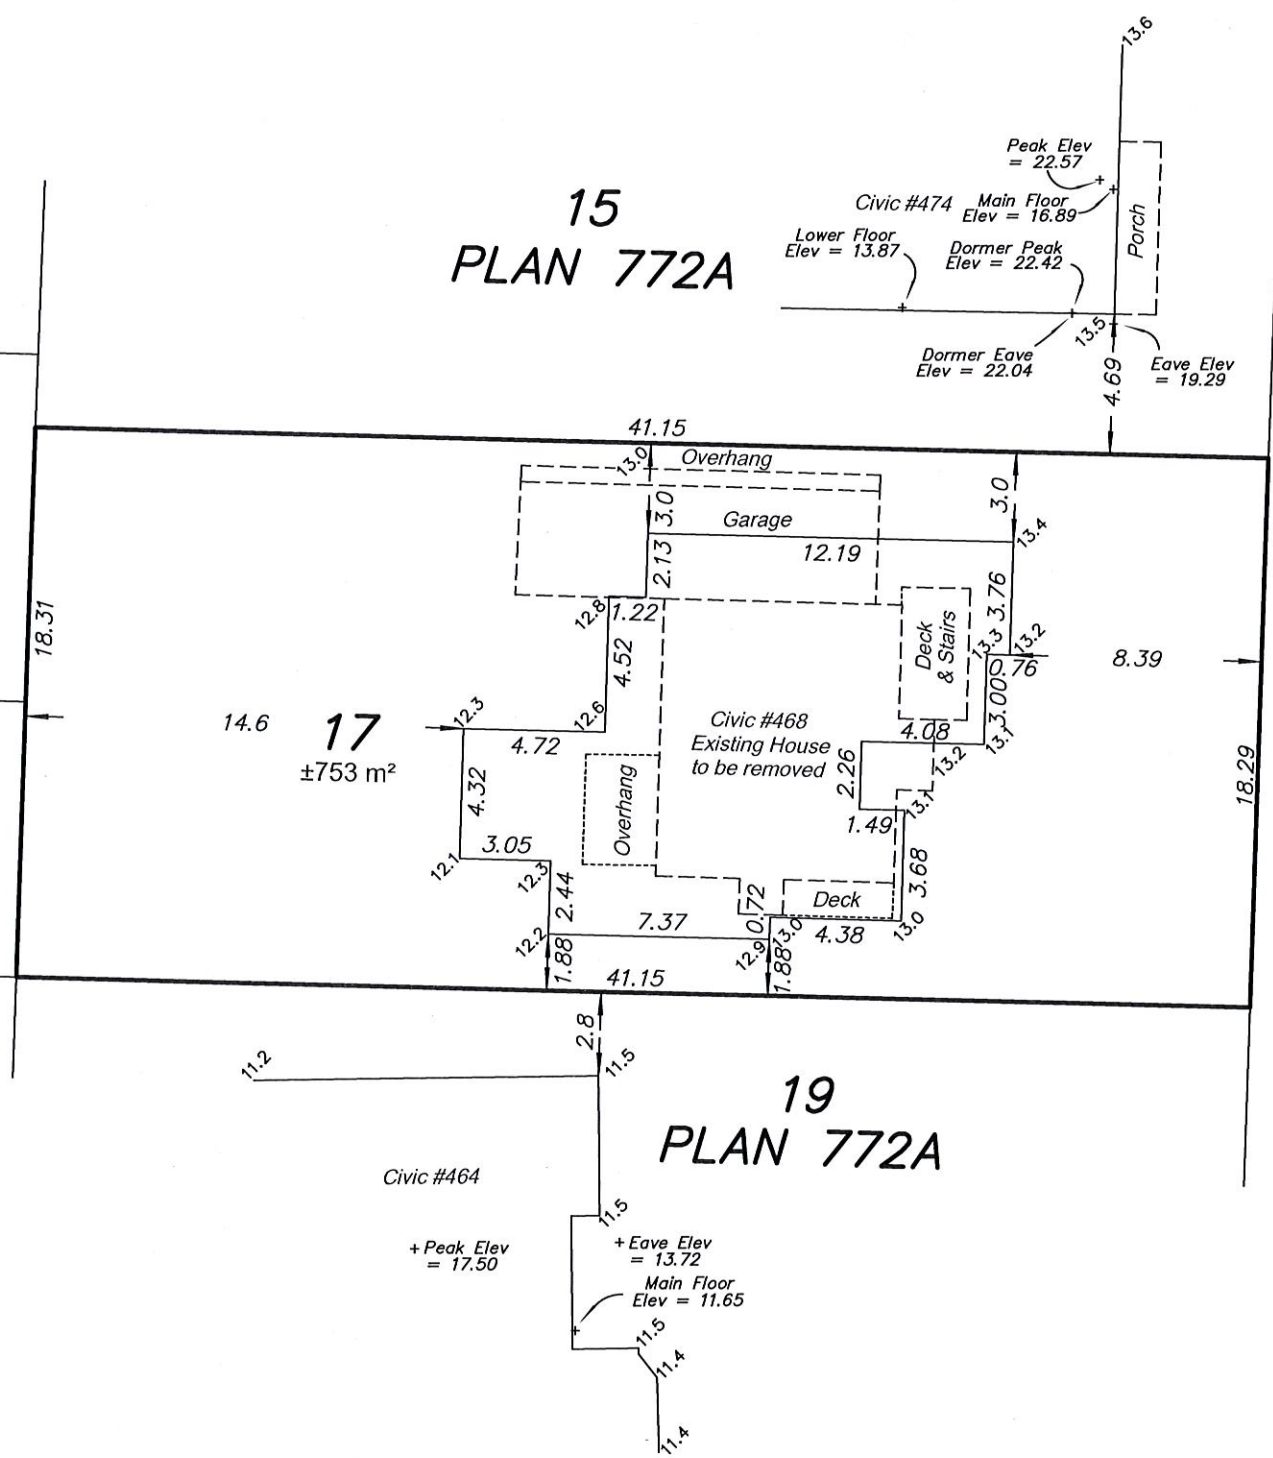 13.6
Peak Elev
= 22.57
15
PLAN 772A
Civic #474
Main Floor
Elev = 16.89
Porch
Lower Floor
Elev = 13.87
Dormer Peak
Elev = 22.42
13.5
Dormer Eave
Elev = 22.04
Eave Elev
= 19.29
4.69
41.15
13.0
Overhang
3.0
3.0
Garage
13.4
12.19
2.13
3.76
12.8
1.22
18.31
4.52
Deck
& Stairs
13.3
13.2
0.76
8.39
3.00
12.3
12.6
14.6
17
±753 m²
4.72
Civic #468
Existing House
to be removed
4.08
13.1
13.2
2.26
18.29
4.32
Overhang
13.1
1.49
3.05
12.1
12.3
2.44
3.68
0.72
Deck
7.37
13.0
4.38
13.0
12.2
12.9
1.88
1.88
41.15
2.8
11.2
11.5
19
PLAN 772A
Civic #464
11.5
+ Peak Elev
= 17.50
+ Eave Elev
= 13.72
Main Floor
Elev = 11.65
11.5
11.4
11.4